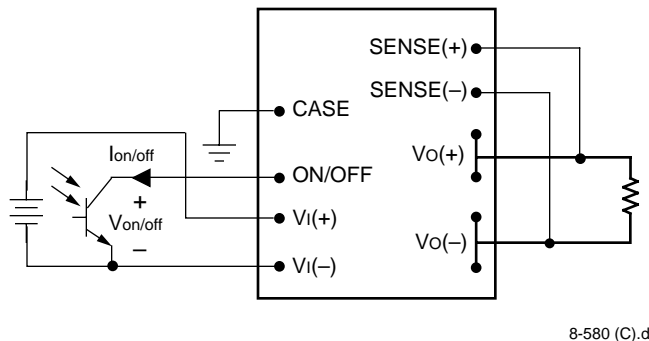 SENSE(+)
SENSE(–)
CASE
VO(+)
Ion/off
ON/OFF
+
Von/off
VI(+)
–
VO(–)
VI(–)
8-580 (C).d